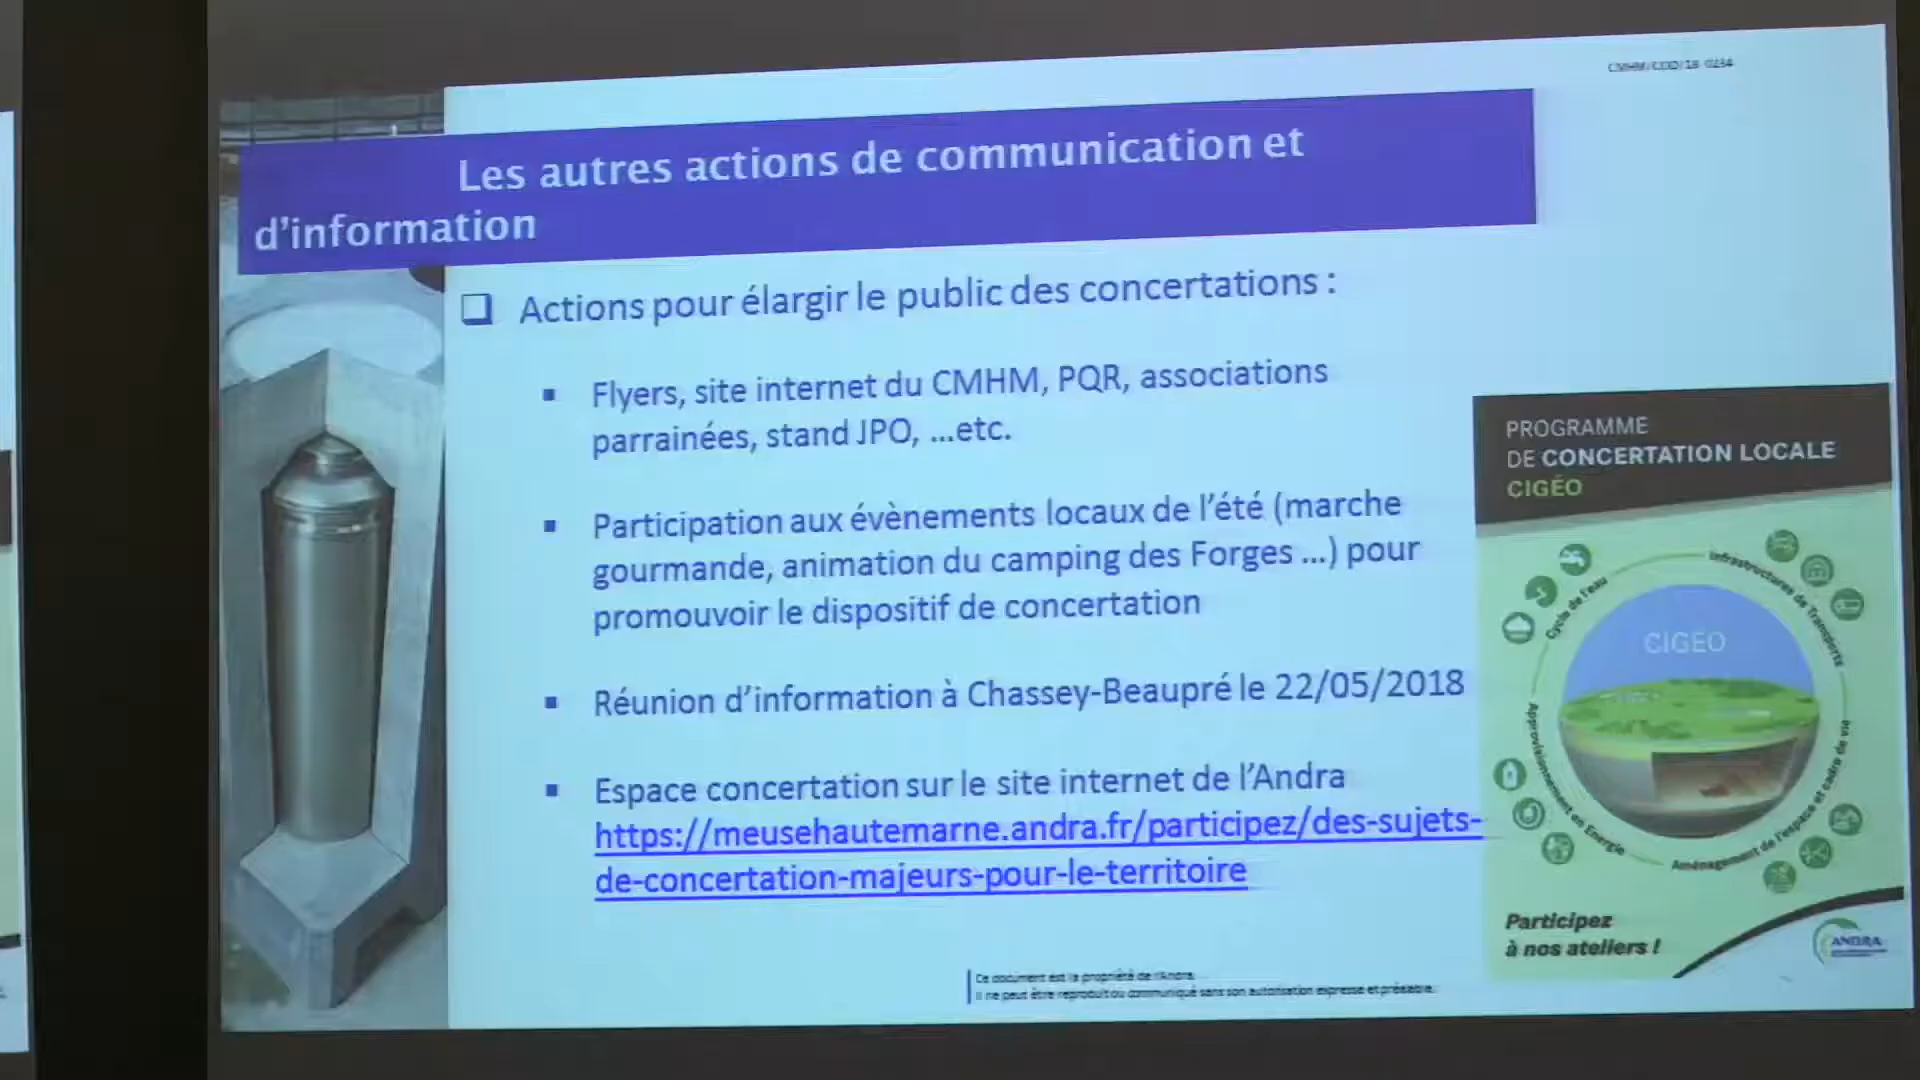 CMHM/CDD/18-0234
Les autres actions de communication et
d'information
❑ Actions pour élargir le public des concertations :
▪ Flyers, site internet du CMHM, PQR, associations
parrainées, stand JPO, ...etc.
▪ Participation aux évènements locaux de l'été (marche
gourmande, animation du camping des Forges ...) pour
promouvoir le dispositif de concertation
▪ Réunion d'information à Chassey-Beaupré le 22/05/2018
▪ Espace concertation sur le site internet de l'Andra
https://meusehautemarne.andra.fr/participez/des-sujets-
de-concertation-majeurs-pour-le-territoire
PROGRAMME
DE CONCERTATION LOCALE
CIGÉO
Cycle de l'eau
Infrastructures de Transports
CIGÉO
Approvisionnement en Energie
Aménagement de l'espace et cadre de vie
Participez
à nos ateliers !
ANDRA
Ce document est la propriété de l'Andra.
Il ne peut être reproduit ou communiqué sans son autorisation expresse et préalable.